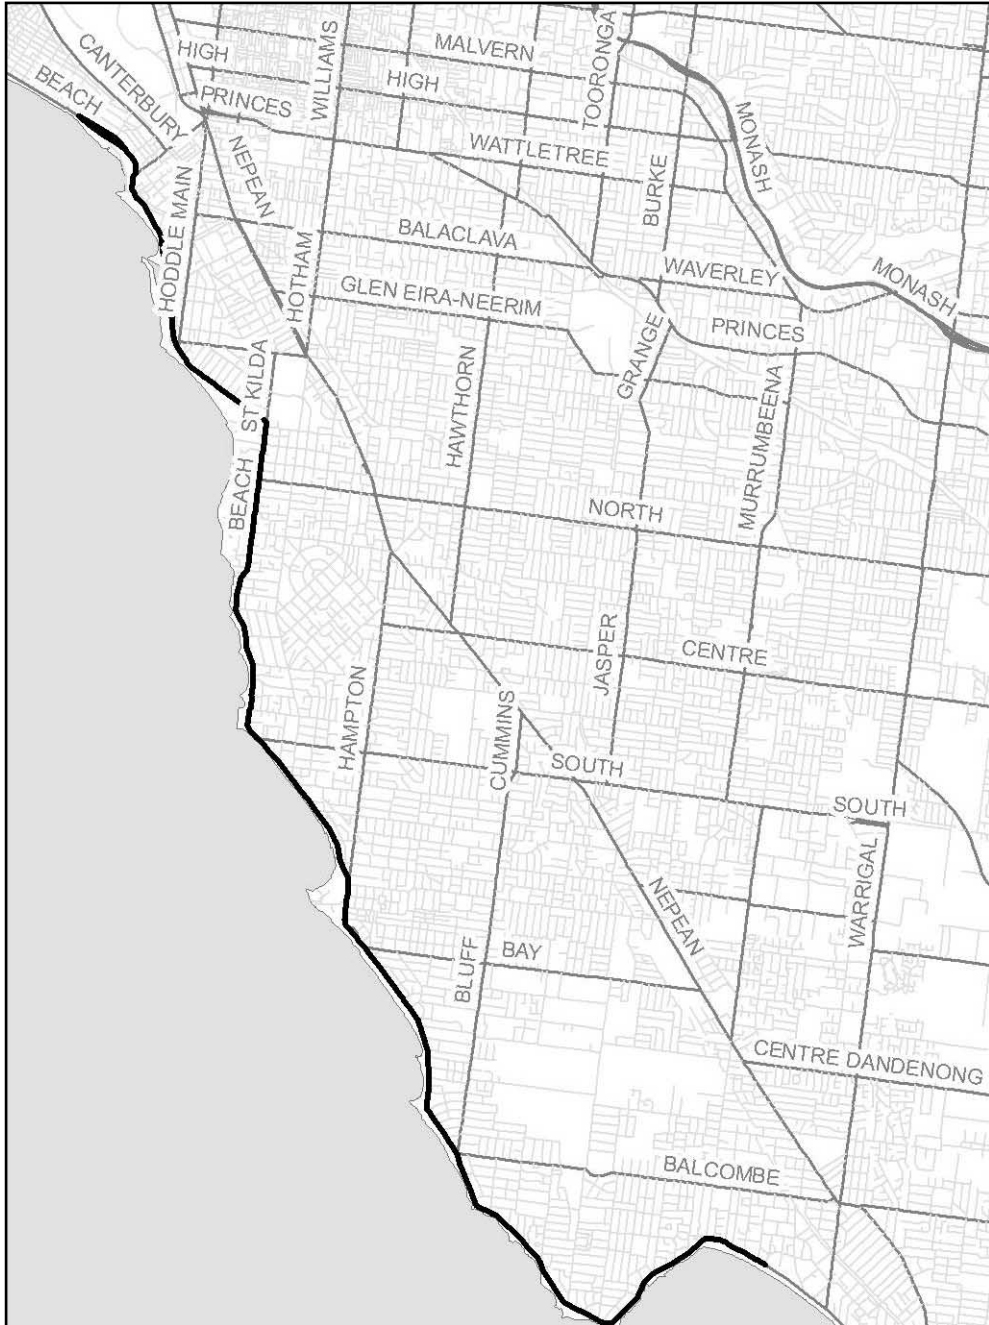 MALVERN
HIGH
CANTERBURY
BEACH
HIGH
WILLIAMS
TOORONGA
PRINCES
MONASH
NEPEAN
WATTLETREE
BURKE
HODDLE MAIN
BALACLAVA
HOTHAM
WAVERLEY
MONASH
GLEN EIRA-NEERIM
PRINCES
GRANGE
ST KILDA
HAWTHORN
MURRUMBEENA
BEACH
NORTH
JASPER
CENTRE
HAMPTON
CUMMINS
SOUTH
SOUTH
WARRIGAL
NEPEAN
BLUFF
BAY
CENTRE DANDENONG
BALCOMBE